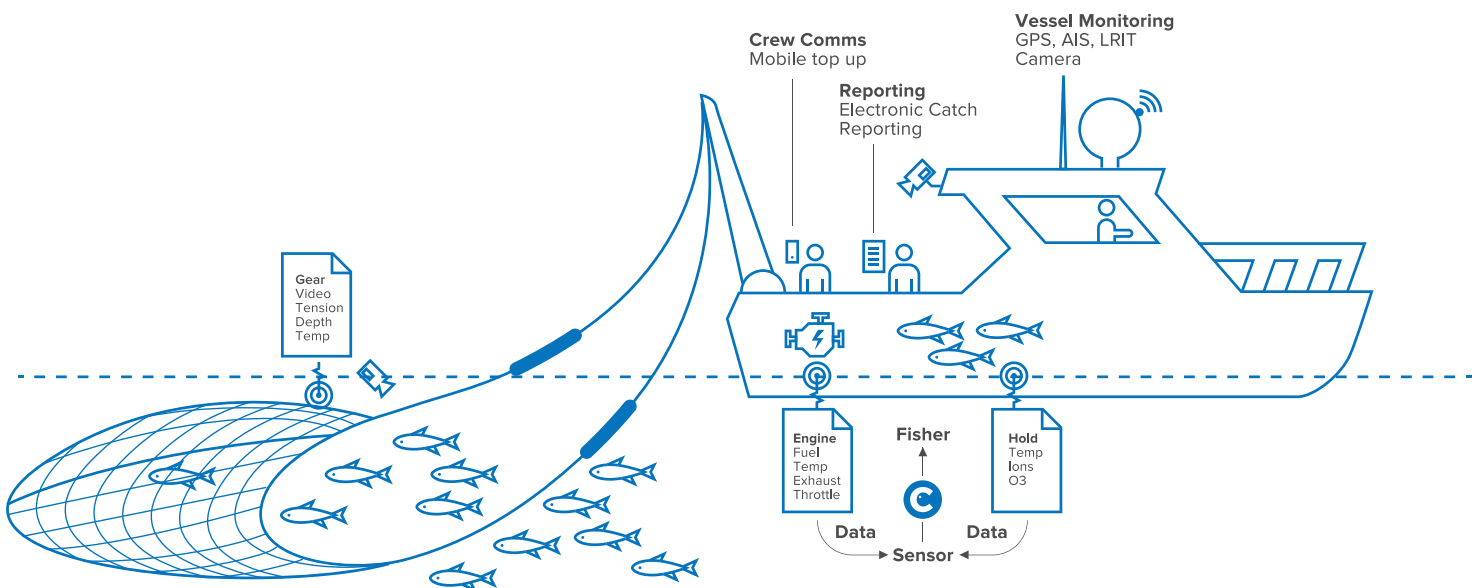 Vessel Monitoring
GPS, AIS, LRIT
Camera
Crew Comms
Mobile top up
Reporting
Electronic Catch
Reporting
Gear
Video
Tension
Depth
Temp
Engine
Fuel
Temp
Exhaust
Throttle
Fisher
Hold
Temp
Ions
O3
Data
Data
Sensor